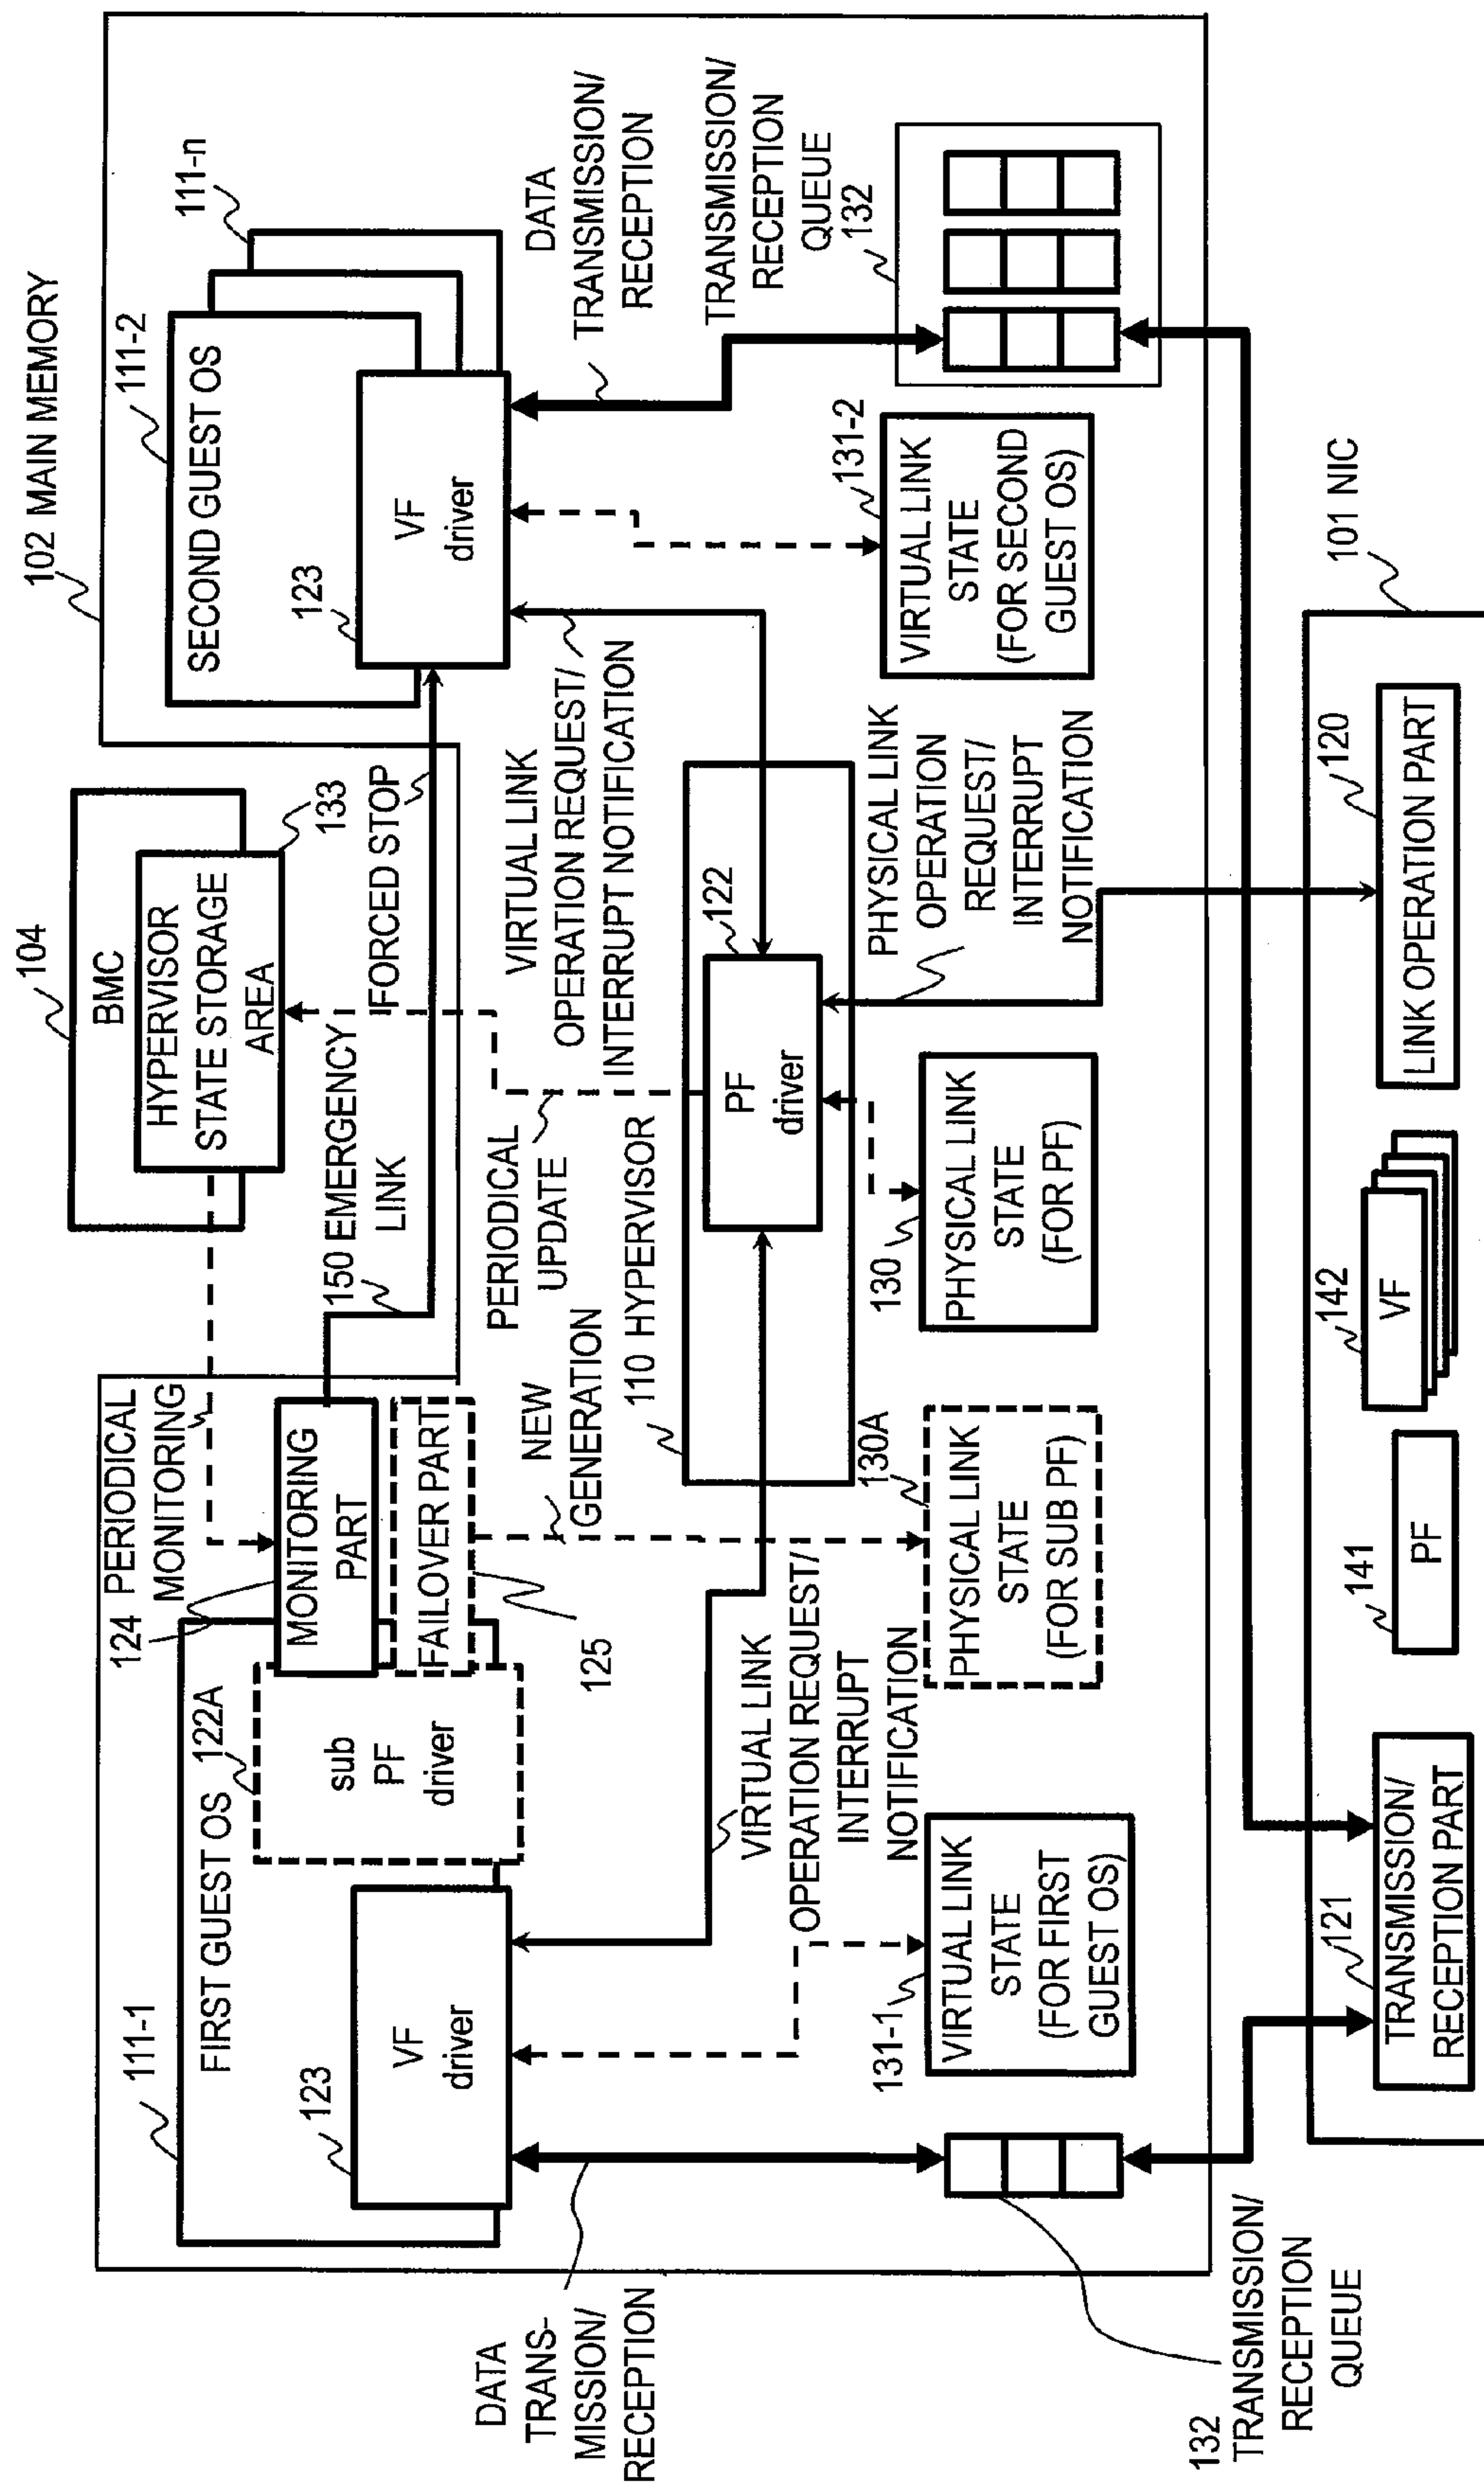 102 MAIN MEMORY
104
BMC
HYPERVISOR
STATE STORAGE
AREA
133
111-1
FIRST GUEST OS
122A
sub
PF
driver
123
VF
driver
124
PERIODICAL
MONITORING
MONITORING
PART
FAILOVER PART
125
150 EMERGENCY
LINK
FORCED STOP
111-2
SECOND GUEST OS
111-n
123
VF
driver
DATA
TRANSMISSION/
RECEPTION
TRANSMISSION/
RECEPTION
QUEUE
132
PERIODICAL
UPDATE
NEW
GENERATION
VIRTUAL LINK
OPERATION REQUEST/
INTERRUPT NOTIFICATION
110 HYPERVISOR
122
PF
driver
PHYSICAL LINK
OPERATION
REQUEST/
INTERRUPT
NOTIFICATION
VIRTUAL LINK
OPERATION REQUEST/
INTERRUPT
NOTIFICATION
DATA
TRANS-
MISSION/
RECEPTION
131-1
VIRTUAL LINK
STATE
(FOR FIRST
GUEST OS)
130A
PHYSICAL LINK
STATE
(FOR SUB PF)
130
PHYSICAL LINK
STATE
(FOR PF)
131-2
VIRTUAL LINK
STATE
(FOR SECOND
GUEST OS)
132
TRANSMISSION/
RECEPTION
QUEUE
101 NIC
121
TRANSMISSION/
RECEPTION PART
141
PF
142
VF
120
LINK OPERATION PART